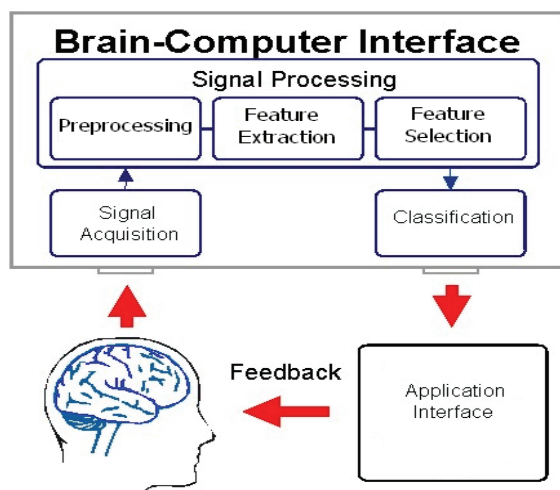 Brain-Computer Interface
Signal Processing
Preprocessing
Feature
Extraction
Feature
Selection
Signal
Acquisition
Classification
Feedback
Application
Interface